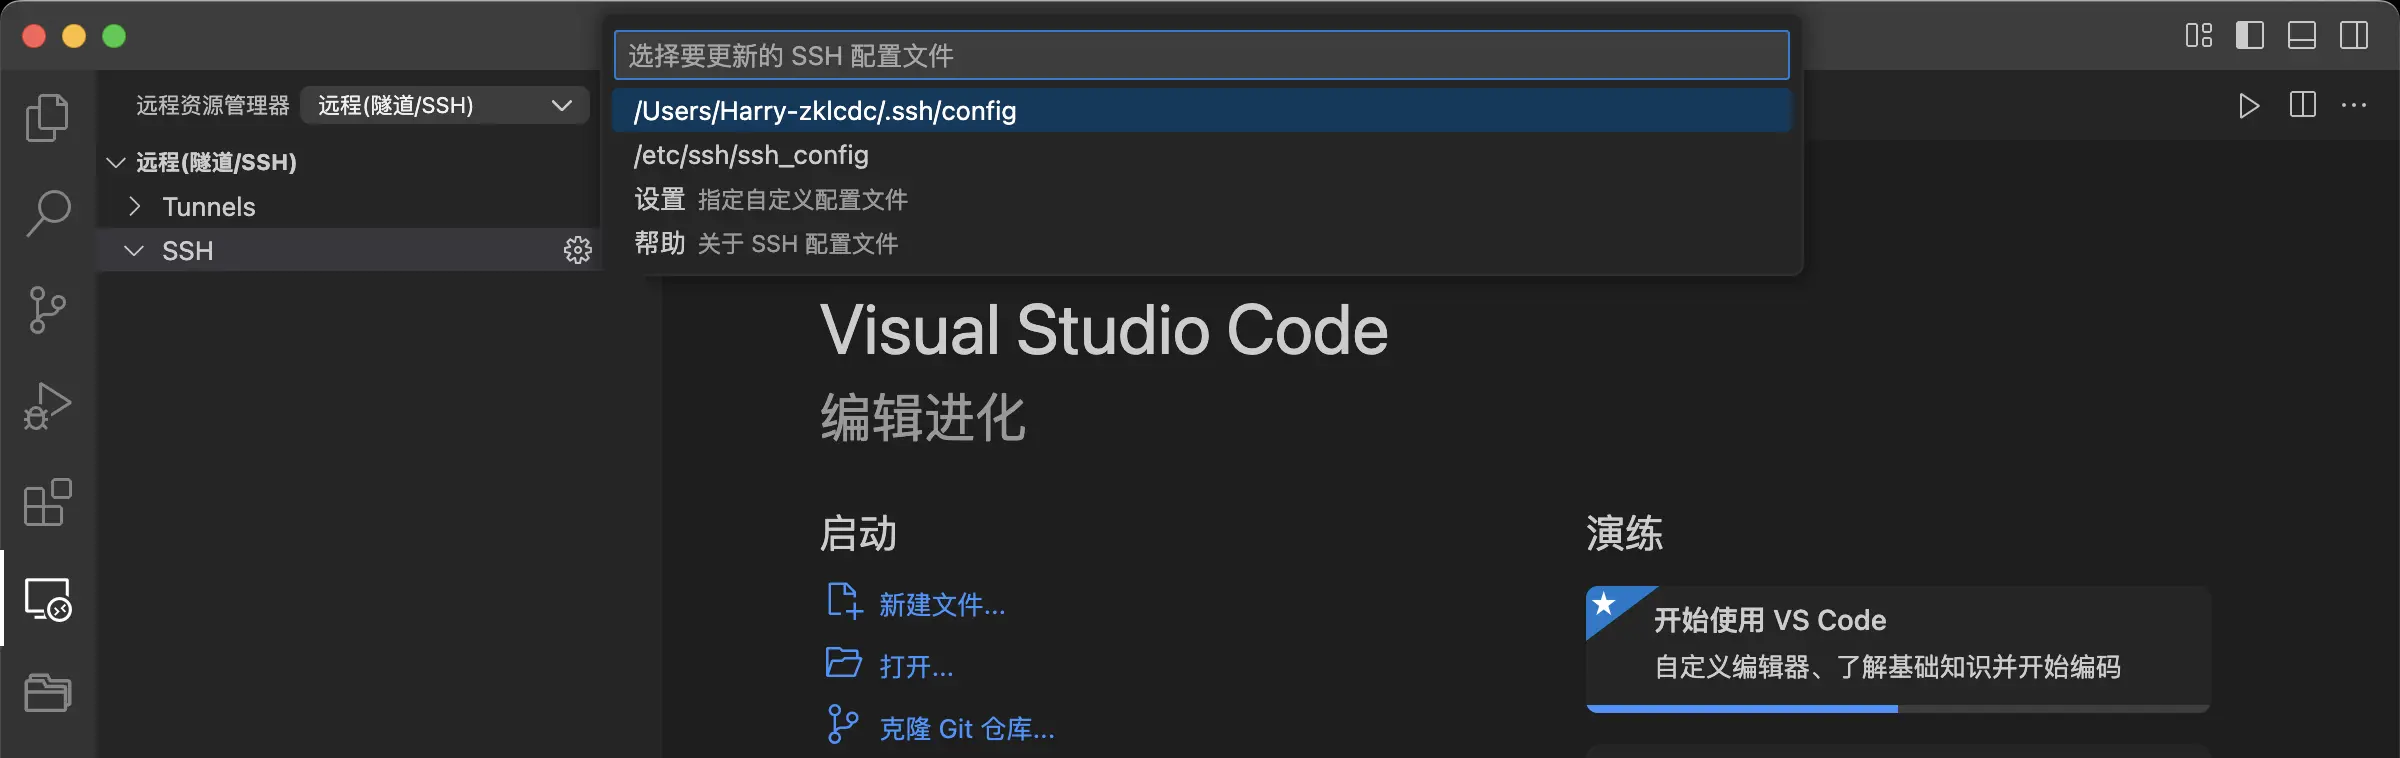 选择要更新的 SSH 配置文件
/Users/Harry-zklcdc/.ssh/config
/etc/ssh/ssh_config
设置 指定自定义配置文件
帮助 关于 SSH 配置文件
远程资源管理器 远程(隧道/SSH)
远程(隧道/SSH)
Tunnels
SSH
Visual Studio Code
编辑进化
启动
新建文件...
打开...
克隆 Git 仓库...
演练
开始使用 VS Code
自定义编辑器、了解基础知识并开始编码